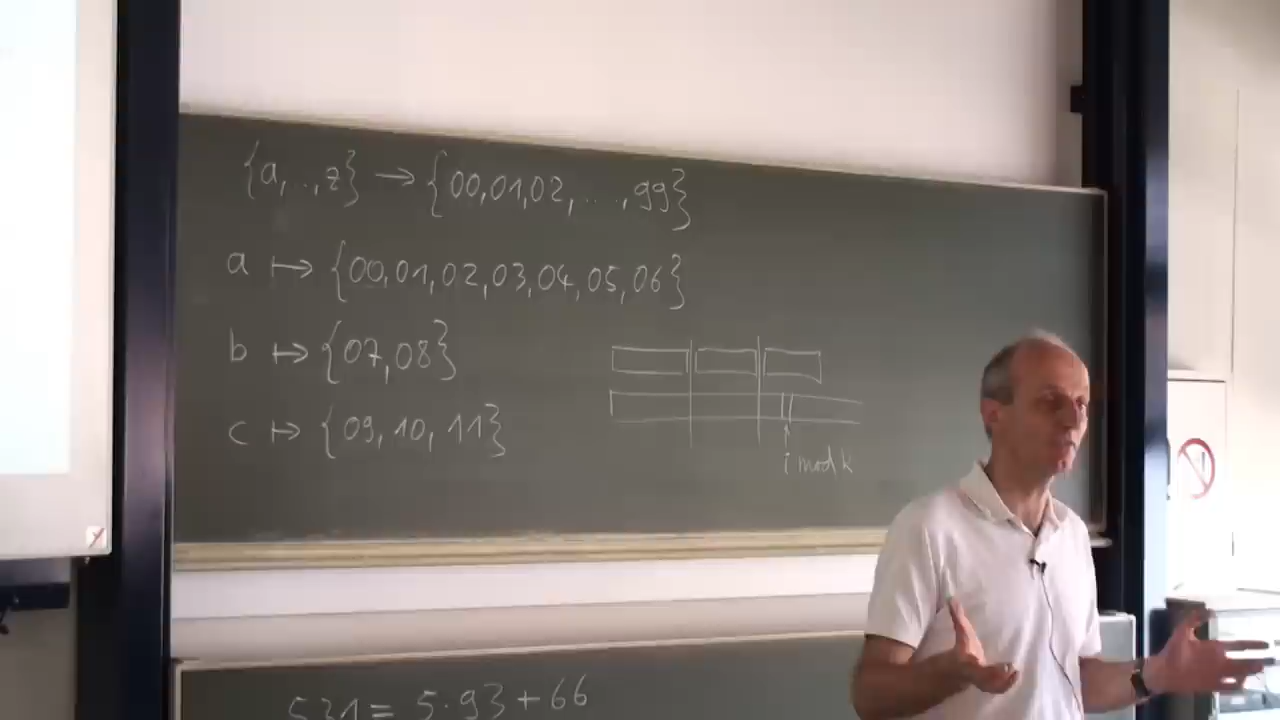 {a,..,z} → {00,01,02,...,99}
a ↦ {00,01,02,03,04,05,06}
b ↦ {07,08}
c ↦ {09,10,11}
i mod k
531 = 5·93+66